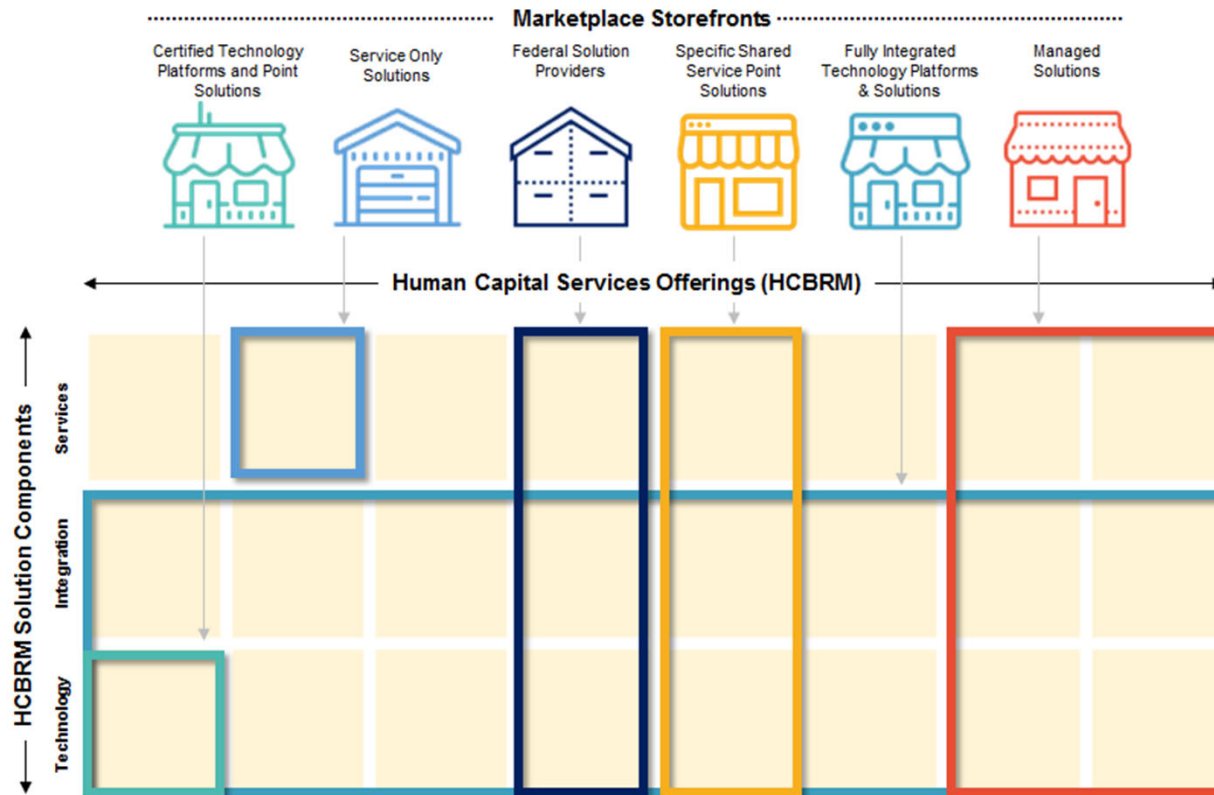 Marketplace Storefronts
Certified Technology
Platforms and Point
Solutions
Service Only
Solutions
Federal Solution
Providers
Specific Shared
Service Point
Solutions
Fully Integrated
Technology Platforms
& Solutions
Managed
Solutions
Human Capital Services Offerings (HCBRM)
HCBRM Solution Components
Services
Integration
Technology